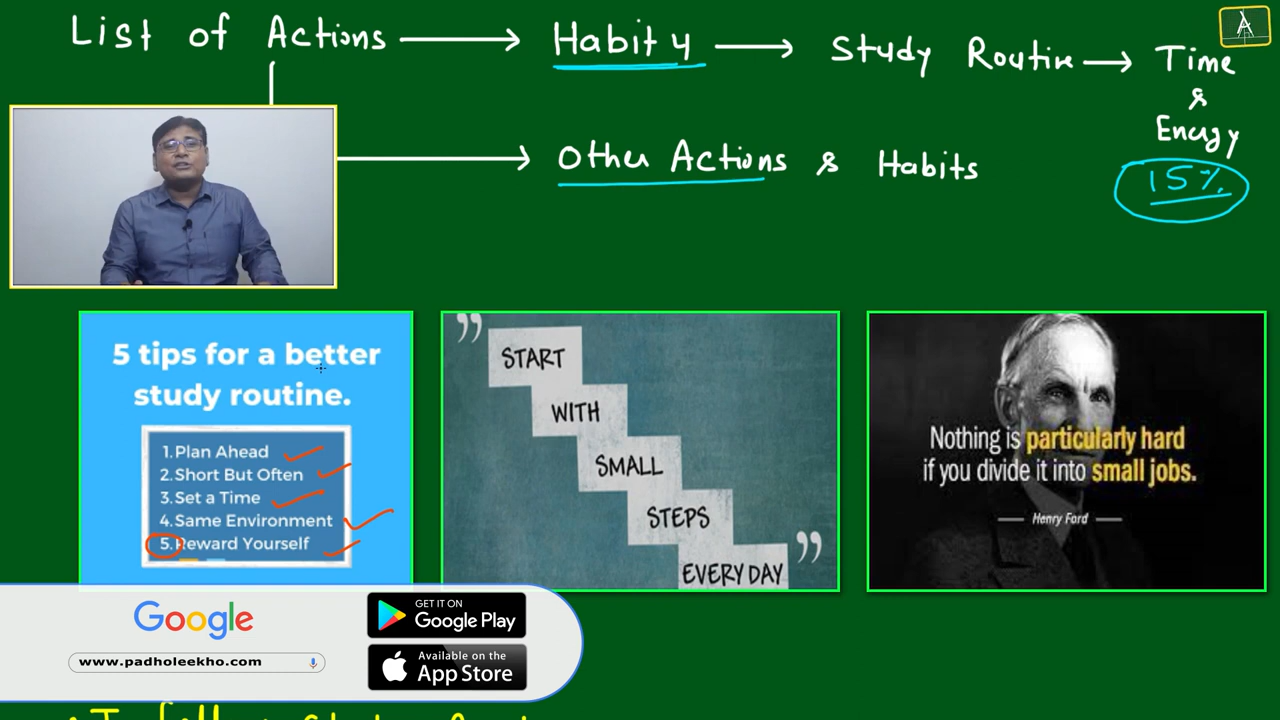 List of Actions → Habit 4 → Study Routine → Time
&
Energy
15%
Other Actions & Habits
5 tips for a better
study routine.
1. Plan Ahead
2. Short But Often
3. Set a Time
4. Same Environment
5. Reward Yourself
” START
WITH
SMALL
STEPS
EVERY DAY ”
Nothing is particularly hard
if you divide it into small jobs.
— Henry Ford —
Google
www.padholeekho.com
GET IT ON
Google Play
Available on the
App Store